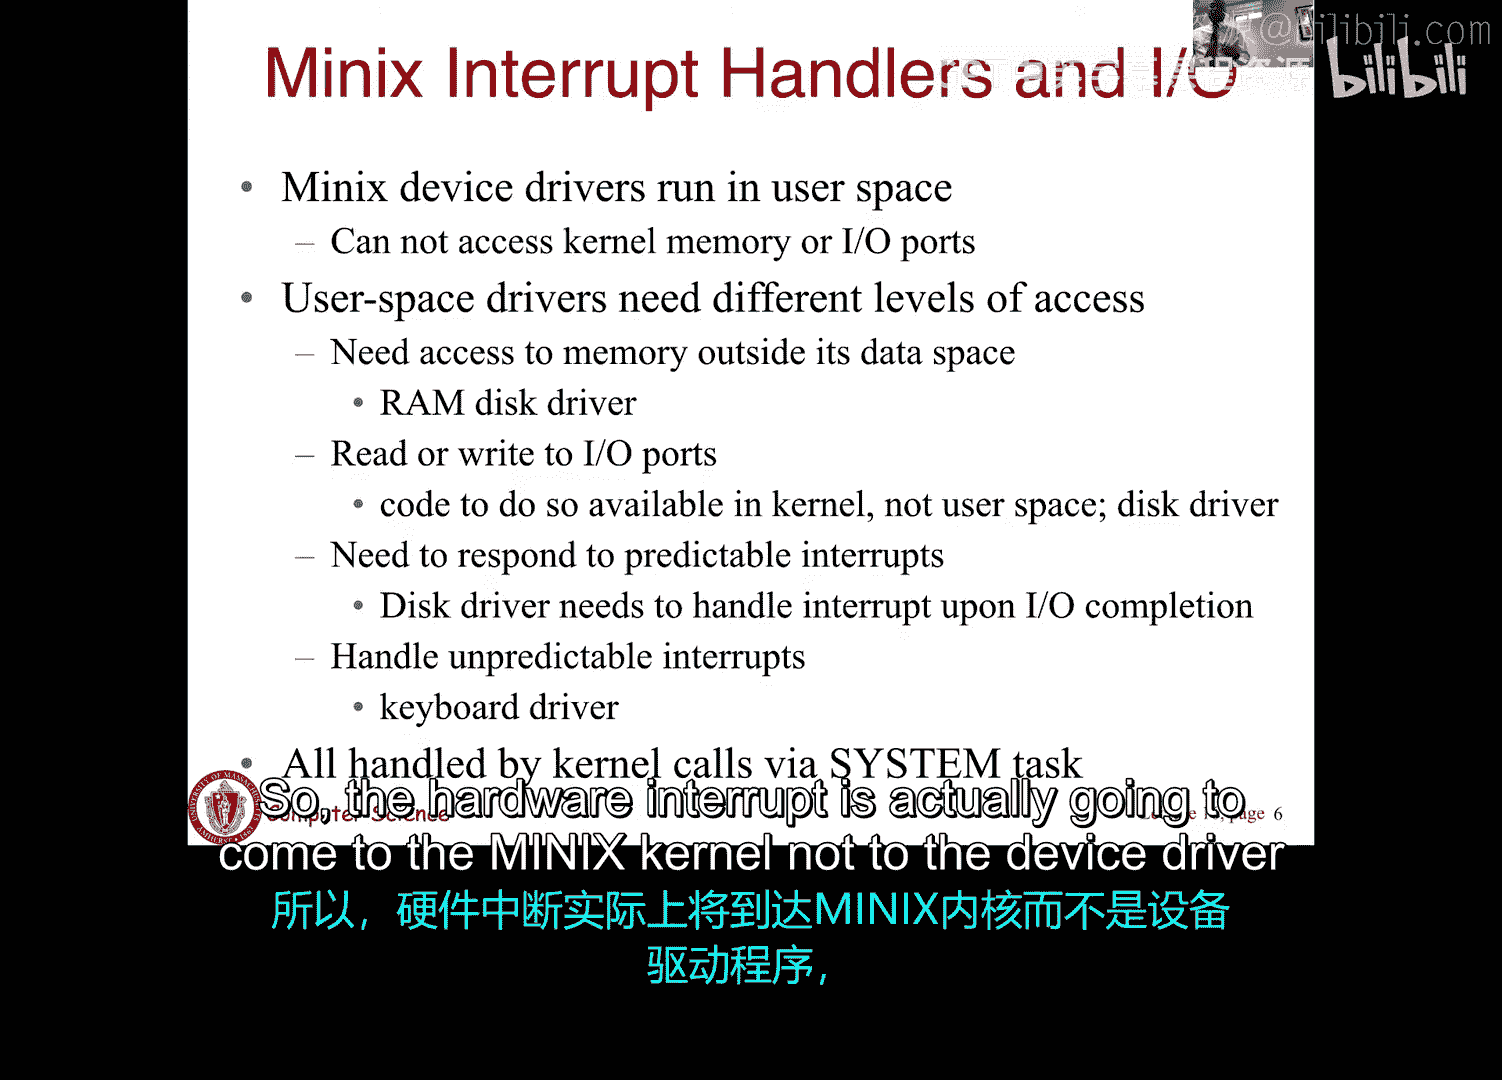 @bilibili.com
bilibili
Minix Interrupt Handlers and I/O
• Minix device drivers run in user space
– Can not access kernel memory or I/O ports
• User-space drivers need different levels of access
– Need access to memory outside its data space
• RAM disk driver
– Read or write to I/O ports
• code to do so available in kernel, not user space; disk driver
– Need to respond to predictable interrupts
• Disk driver needs to handle interrupt upon I/O completion
– Handle unpredictable interrupts
• keyboard driver
• All handled by kernel calls via SYSTEM task
Computer Science
page 6
So, the hardware interrupt is actually going to
come to the MINIX kernel not to the device driver
所以，硬件中断实际上将到达MINIX内核而不是设备
驱动程序，